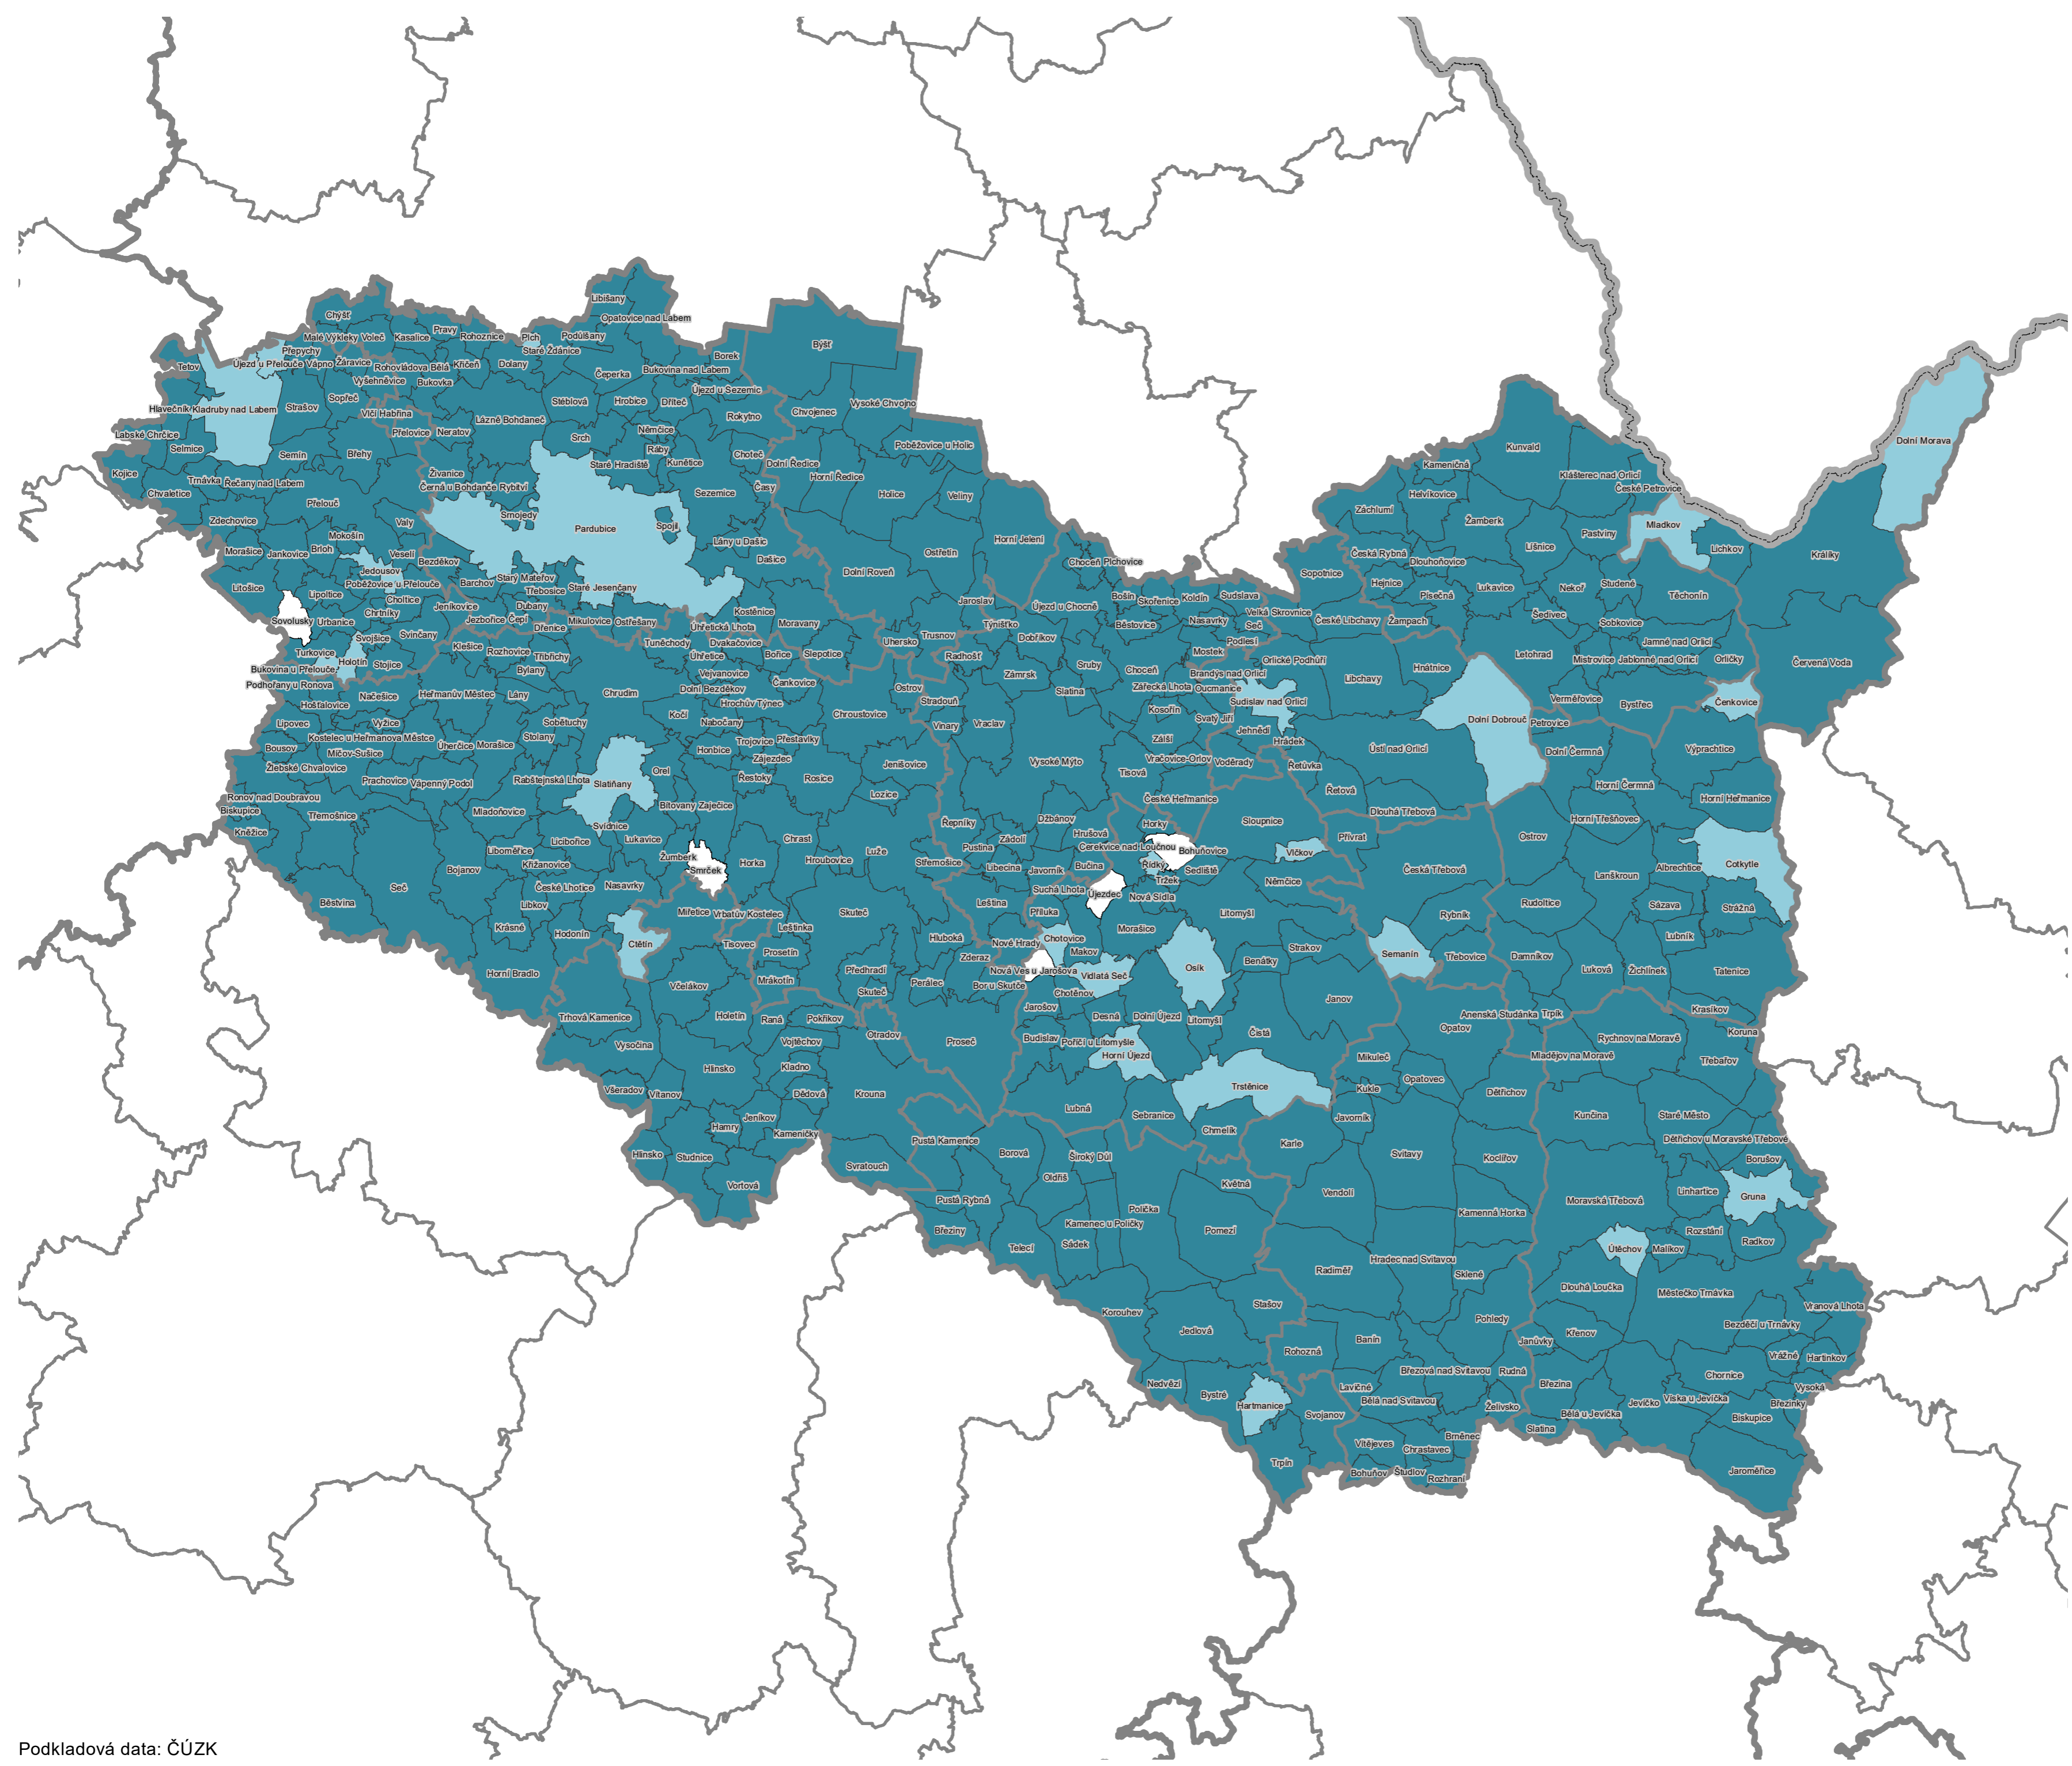 Libišany
Opatovice nad Labem
Chýšť
Malé Výkleky
Voleč
Kasalice
Pravy
Rohoznice
Plch
Podůlšany
Staré Ždánice
Borek
Býšť
Přepychy
Tetov
Újezd u Přelouče
Vápno
Žáravice
Rohovládova Bělá
Křičeň
Dolany
Čeperka
Bukovina nad Labem
Vyšehněvice
Bukovka
Újezd u Sezemic
Sopřeč
Hlavečník
Kladruby nad Labem
Strašov
Vlčí Habřina
Stéblová
Hrobice
Dříteč
Rokytno
Chvojenec
Vysoké Chvojno
Lázně Bohdaneč
Labské Chrčice
Přelovice
Neratov
Srch
Němčice
Selmice
Semín
Břehy
Ráby
Choteč
Poběžovice u Holic
Kunvald
Dolní Morava
Staré Hradiště
Kunětice
Dolní Ředice
Kameničná
Kojice
Trnávka
Řečany nad Labem
Živanice
Horní Ředice
Klášterec nad Orlicí
Chvaletice
Černá u Bohdanče
Rybitví
Sezemice
Časy
Holice
Veliny
Helvíkovice
České Petrovice
Přelouč
Zdechovice
Valy
Srnojedy
Pardubice
Spojil
Záchlumí
Žamberk
Mladkov
Mokošín
Lány u Dašic
Horní Jelení
Pastviny
Morašice
Jankovice
Brloh
Veselí
Bezděkov
Dašice
Ostřetín
Líšnice
Lichkov
Králíky
Jedousov
Dolní Roveň
Choceň
Plchovice
Česká Rybná
Dlouhoňovice
Litošice
Poběžovice u Přelouče
Barchov
Starý Mateřov
Staré Jesenčany
Sopotnice
Hejnice
Lukavice
Nekoř
Studené
Lipoltice
Choltice
Třebosice
Jaroslav
Újezd u Chocně
Bošín
Skořenice
Koldín
Sudslava
Písečná
Těchonín
Sovolusky
Urbanice
Chrtníky
Jeníkovice
Dubany
Kostěnice
Velká Skrovnice
Šedivec
Jezbořice
Čepí
Mikulovice
Ostřešany
Úhřetická Lhota
Moravany
Týnišťko
Běstovice
Nasavrky
Seč
České Libchavy
Žampach
Sobkovice
Svojšice
Svinčany
Dřenice
Tuněchody
Dvakačovice
Uhersko
Trusnov
Dobříkov
Podlesí
Jamné nad Orlicí
Turkovice
Holotín
Stojice
Klešice
Rozhovice
Třibřichy
Úhřetice
Bořice
Slepotice
Radhošť
Mostek
Orlické Podhůří
Letohrad
Mistrovice
Jablonné nad Orlicí
Orličky
Červená Voda
Bukovina u Přelouče
Bylany
Vejvanovice
Zámrsk
Sruby
Choceň
Brandýs nad Orlicí
Hnátnice
Podhořany u Ronova
Načešice
Heřmanův Městec
Lány
Chrudim
Dolní Bezděkov
Čankovice
Ostrov
Slatina
Zářecká Lhota
Oucmanice
Libchavy
Verměřovice
Bystřec
Čenkovice
Hošťalovice
Hrochův Týnec
Stradouň
Sudislav nad Orlicí
Lipovec
Vyžice
Sobětuchy
Kočí
Nabočany
Chroustovice
Vinary
Vraclav
Kosořín
Svatý Jiří
Dolní Dobrouč
Petrovice
Kostelec u Heřmanova Městce
Stolany
Jehnědí
Bousov
Míčov-Sušice
Úherčice
Morašice
Honbice
Trojovice
Přestavlky
Zálší
Hrádek
Ústí nad Orlicí
Dolní Čermná
Výprachtice
Žlebské Chvalovice
Orel
Zájezdec
Jenišovice
Vysoké Mýto
Vračovice-Orlov
Voděrady
Řetůvka
Prachovice
Vápenný Podol
Rabštejnská Lhota
Slatiňany
Řestoky
Rosice
Tisová
Řetová
Horní Čermná
Ronov nad Doubravou
Lozice
České Heřmanice
Horní Heřmanice
Biskupice
Třemošnice
Mladoňovice
Bítovany
Zaječice
Dlouhá Třebová
Kněžice
Svídnice
Řepníky
Džbánov
Horky
Sloupnice
Horní Třešňovec
Licibořice
Lukavice
Chrast
Zádolí
Hrušová
Přívrat
Ostrov
Liboměřice
Žumberk
Luže
Pustina
Cerekvice nad Loučnou
Bohuňovice
Vlčkov
Bojanov
Křižanovice
Smrček
Horka
Hroubovice
Střemošice
Libecina
Javorník
Bučina
Řídký
Sedliště
Česká Třebová
Lanškroun
Albrechtice
Cotkytle
Seč
České Lhotice
Nasavrky
Suchá Lhota
Újezdec
Tržek
Němčice
Běstvina
Libkov
Leština
Nová Sídla
Rudoltice
Sázava
Strážná
Krásné
Miřetice
Vrbatův Kostelec
Skuteč
Příluka
Litomyšl
Rybník
Hodonín
Leštinka
Morašice
Ctětín
Tisovec
Hluboká
Nové Hrady
Chotovice
Strakov
Lubník
Prosetín
Zderaz
Makov
Benátky
Semanín
Třebovice
Damníkov
Horní Bradlo
Předhradí
Nová Ves u Jarošova
Vidlatá Seč
Osík
Luková
Žichlínek
Tatenice
Včelákov
Mrákotín
Skuteč
Perálec
Bor u Skutče
Chotěnov
Janov
Trhová Kamenice
Holetín
Raná
Pokřikov
Jarošov
Desná
Dolní Újezd
Litomyšl
Anenská Studánka
Trpík
Krasíkov
Vysočina
Vojtěchov
Otradov
Proseč
Budislav
Poříčí u Litomyšle
Čistá
Opatov
Rychnov na Moravě
Koruna
Hlinsko
Kladno
Horní Újezd
Mikuleč
Mladějov na Moravě
Třebařov
Všeradov
Vítanov
Dědová
Krouna
Trstěnice
Kukle
Opatovec
Dětřichov
Jeníkov
Lubná
Sebranice
Javorník
Kunčina
Staré Město
Hamry
Kameničky
Pustá Kamenice
Chmelík
Karle
Dětřichov u Moravské Třebové
Hlinsko
Studnice
Svratouch
Borová
Široký Důl
Svitavy
Koclířov
Borušov
Vortová
Oldřiš
Květná
Vendolí
Linhartice
Gruna
Pustá Rybná
Polička
Kamenná Horka
Moravská Třebová
Březiny
Kamenec u Poličky
Pomezí
Rozstání
Telecí
Sádek
Hradec nad Svitavou
Útěchov
Malíkov
Radkov
Radiměř
Sklené
Dlouhá Loučka
Městečko Trnávka
Korouhev
Stašov
Vranová Lhota
Jedlová
Pohledy
Bezděčí u Trnávky
Rohozná
Banín
Janůvky
Křenov
Vrážné
Hartinkov
Nedvězí
Bystré
Lavičné
Březová nad Svitavou
Rudná
Březina
Chornice
Vysoká
Hartmanice
Bělá nad Svitavou
Želivsko
Jevíčko
Víska u Jevíčka
Březinky
Svojanov
Bělá u Jevíčka
Biskupice
Slatina
Trpín
Vítějeves
Chrastavec
Brněnec
Bohuňov
Študlov
Rozhraní
Jaroměřice
Podkladová data: ČÚZK